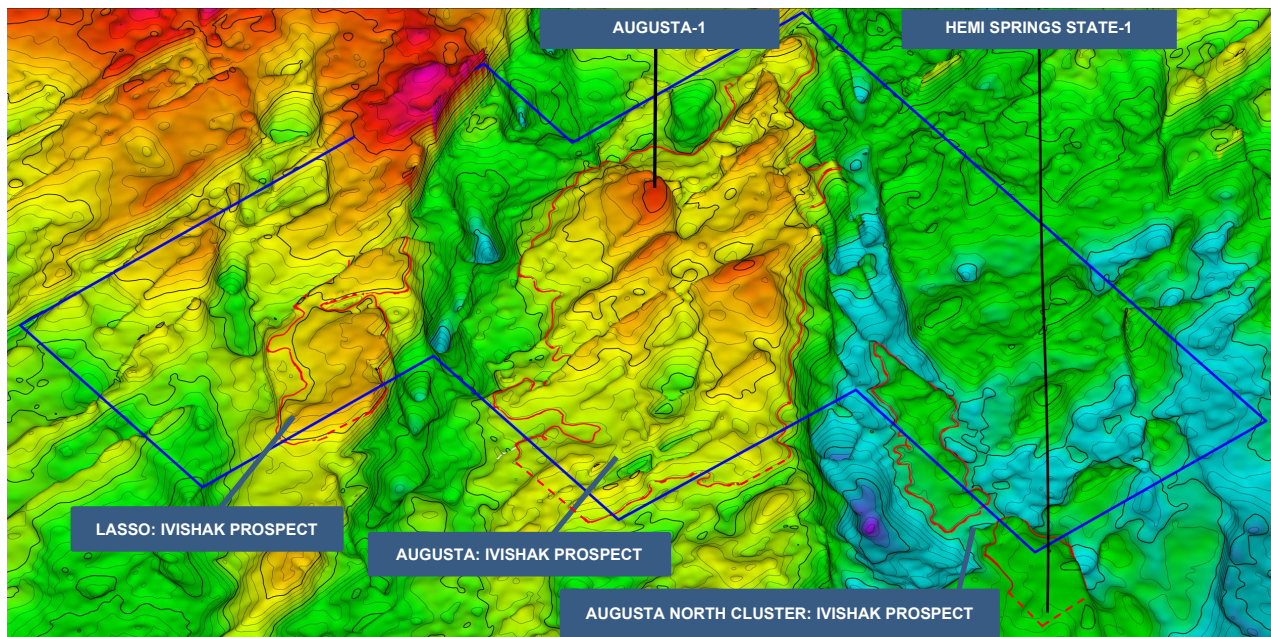 AUGUSTA-1
HEMI SPRINGS STATE-1
LASSO: IVISHAK PROSPECT
AUGUSTA: IVISHAK PROSPECT
AUGUSTA NORTH CLUSTER: IVISHAK PROSPECT